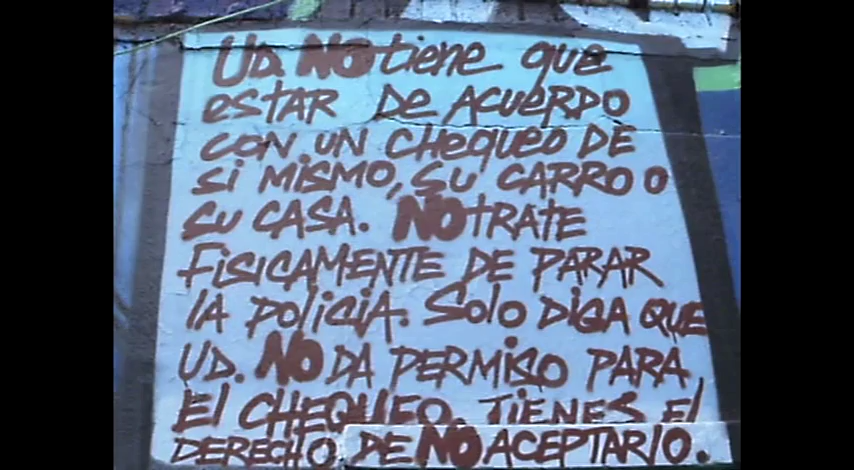 UD. NO tiene que
ESTAR DE ACUERDO
CON UN CHEQUEO DE
SI MISMO, SU CARRO O
SU CASA. NO TRATE
FISICAMENTE DE PARAR
LA POLICIA. Solo DIGA QUE
UD. NO DA PERMISO PARA
El CHEQUEO. TIENES El
DERECHO DE NO ACEPTARLO.